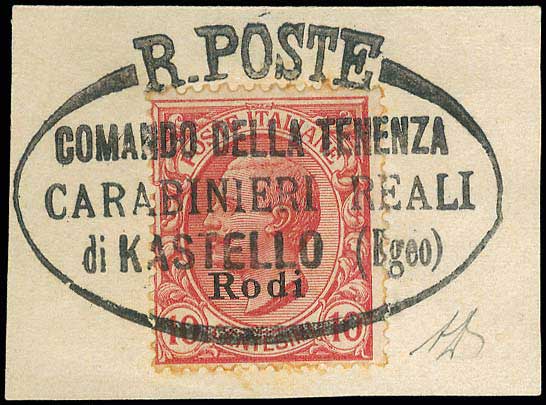 R. POSTE
COMANDO DELLA TENENZA
CARABINIERI REALI
di KASTELLO (Egeo)
POSTE ITALIANE
Rodi
10 CENTESIMI 10